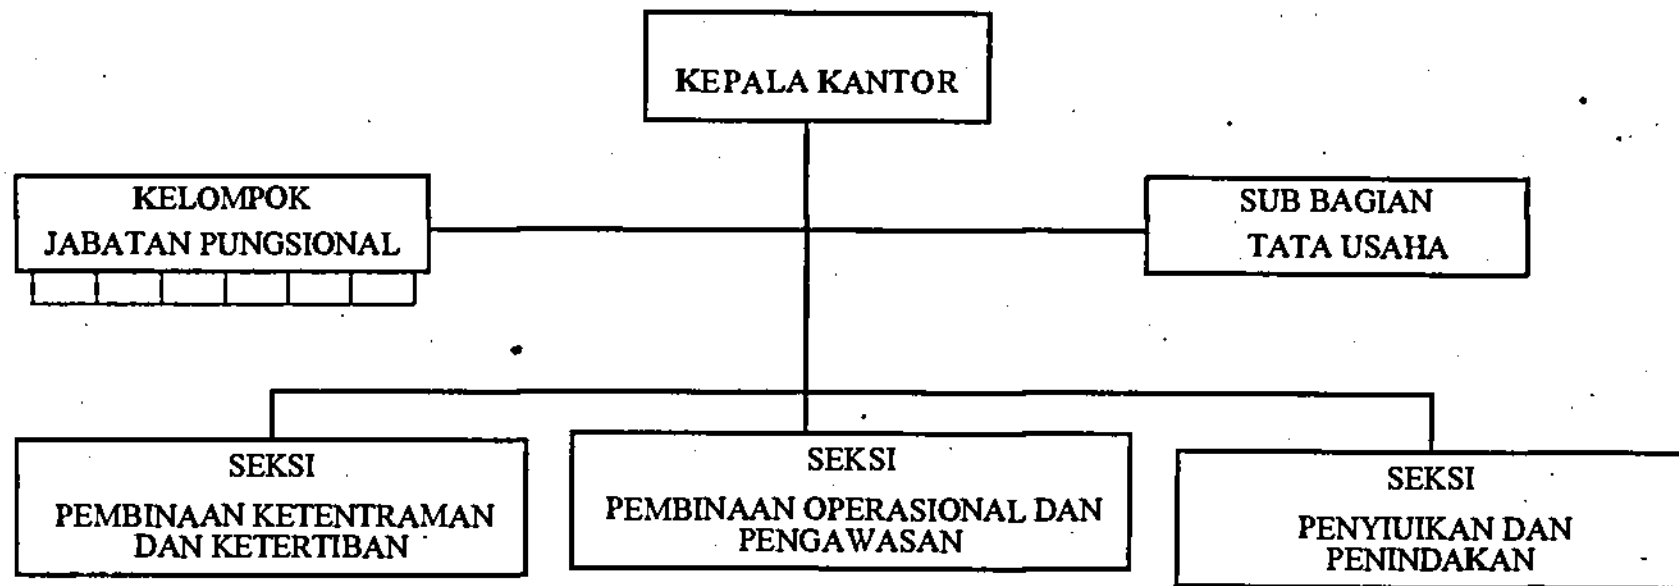 KEPALA KANTOR
KELOMPOK
JABATAN PUNGSIONAL
SUB BAGIAN
TATA USAHA
SEKSI
PEMBINAAN KETENTRAMAN
DAN KETERTIBAN
SEKSI
PEMBINAAN OPERASIONAL DAN
PENGAWASAN
SEKSI
PENYIUIKAN DAN
PENINDAKAN